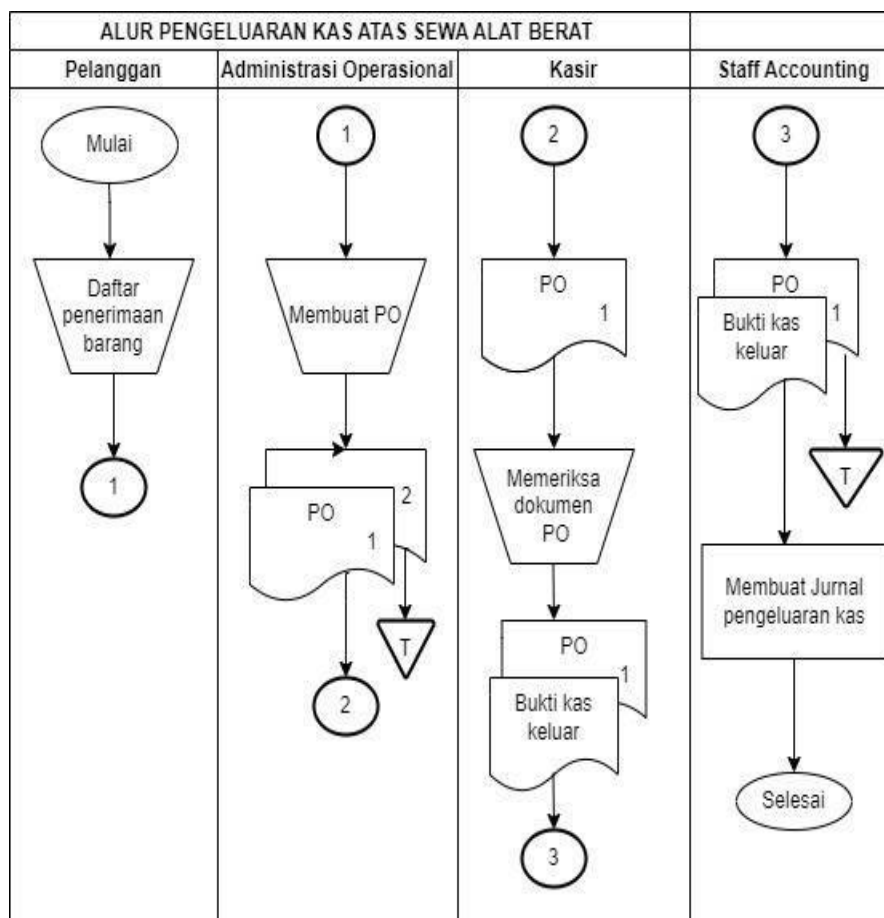 ALUR PENGELUARAN KAS ATAS SEWA ALAT BERAT
Pelanggan
Administrasi Operasional
Kasir
Staff Accounting
Mulai
Daftar
penerimaan
barang
1
1
Membuat PO
2
PO
1
T
2
2
PO
1
Memeriksa
dokumen
PO
PO
1
Bukti kas
keluar
3
3
PO
1
Bukti kas
keluar
T
Membuat Jurnal
pengeluaran kas
Selesai